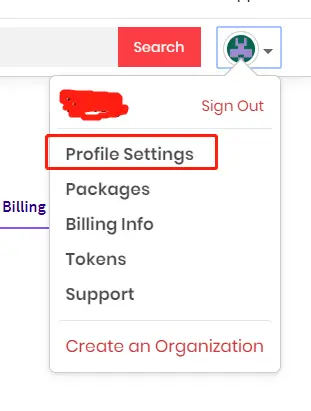 Search
Sign Out
Profile Settings
Packages
Billing
Billing Info
Tokens
Support
Create an Organization